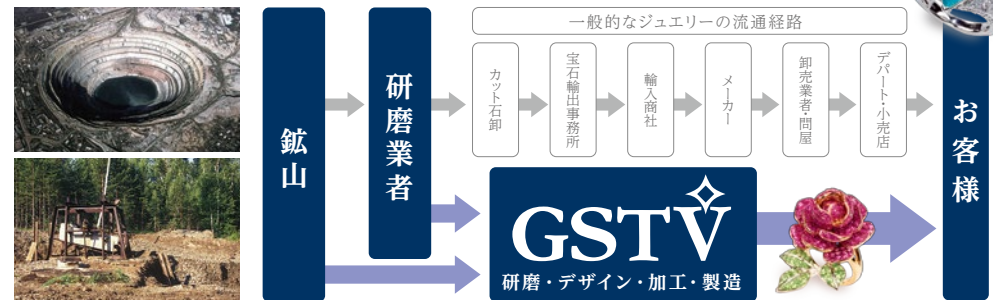 鉱山
研磨業者
一般的なジュエリーの流通経路
カット石卸
宝石輸出事務所
輸入商社
メーカー
卸売業者・問屋
デパート・小売店
GSTV
研磨・デザイン・加工・製造
お客様